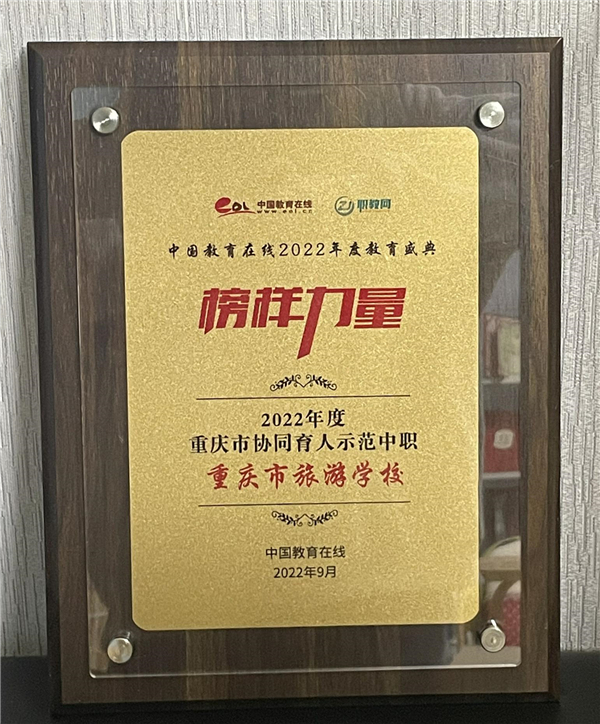 eol 中国教育在线 www.eol.cn ZJ 职教网
中国教育在线2022年度教育盛典
榜样力量
2022年度
重庆市协同育人示范中职
重庆市旅游学校
中国教育在线
2022年9月